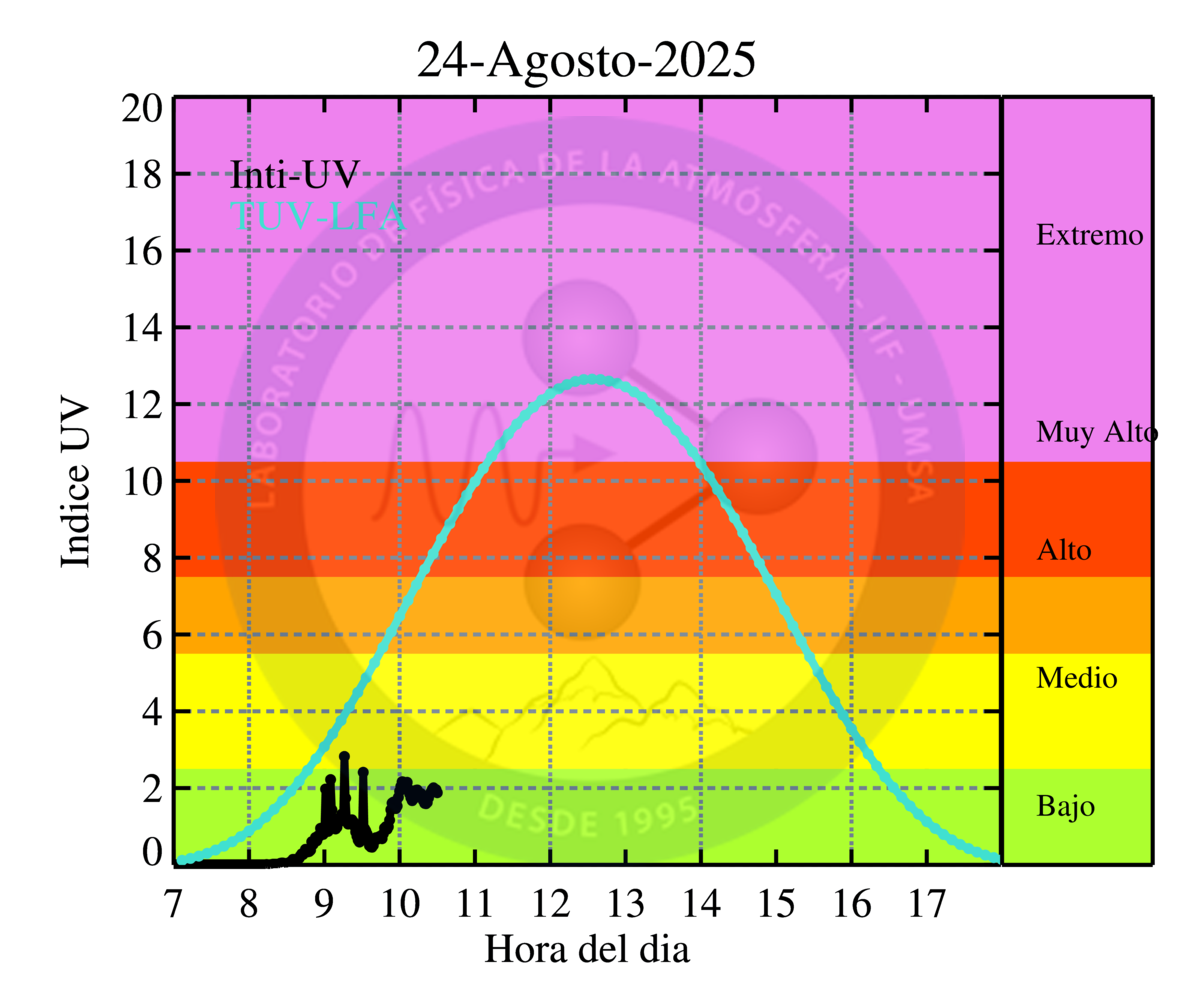 24-Agosto-2025
20
18
16
14
12
10
8
6
4
2
0
Indice UV
Inti-UV
TUV-LFA
LABORATORIO DE FÍSICA DE LA ATMÓSFERA - IIF - UMSA
DESDE 1995
Extremo
Muy Alto
Alto
Medio
Bajo
7 8 9 10 11 12 13 14 15 16 17
Hora del dia